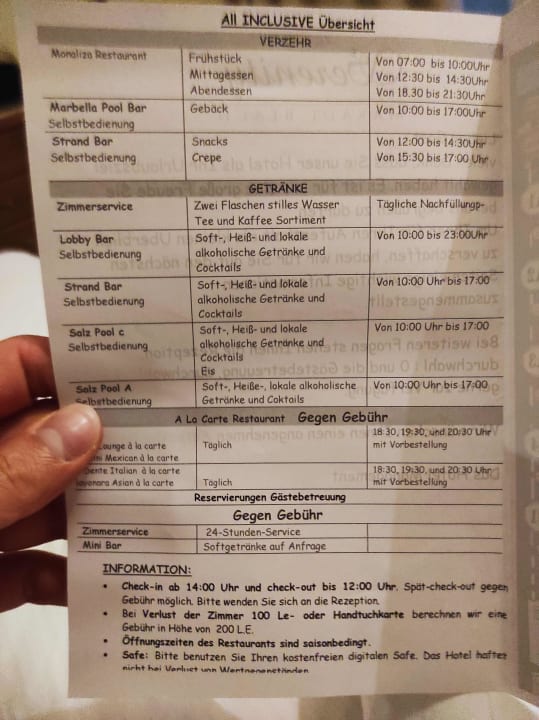 All INCLUSIVE Übersicht
VERZEHR
Monaliza Restaurant Frühstück Von 07:00 bis 10:00Uhr
Mittagessen Von 12:30 bis 14:30Uhr
Abendessen Von 18.30 bis 21:30Uhr
Marbella Pool Bar Gebäck Von 10:00 bis 17:00Uhr
Selbstbedienung
Strand Bar Snacks Von 12:00 bis 14:30Uhr
Selbstbedienung Crepe Von 15:30 bis 17:00 Uhr
GETRÄNKE
Zimmerservice Zwei Flaschen stilles Wasser Tägliche Nachfüllungp-
Tee und Kaffee Sortiment
Lobby Bar Soft-, Heiß- und lokale Von 10:00 bis 23:00Uhr
Selbstbedienung alkoholische Getränke und
Cocktails
Strand Bar Soft-, Heiß- und lokale Von 10:00 Uhr bis 17:00
Selbstbedienung alkoholische Getränke und
Cocktails
Salz Pool c Soft-, Heiß- und lokale Von 10:00 Uhr bis 17:00
Selbstbedienung alkoholische Getränke und
Cocktails
Eis
Salz Pool A Soft-, Heiße-, lokale alkoholische Von 10:00 Uhr bis 17:00
Selbstbedienung Getränke und Coktails
A La Carte Restaurant Gegen Gebühr
18:30, 19:30, und 20:30 Uhr
Lounge à la carte Täglich mit Vorbestellung
Mexican à la carte
Italian à la carte 18:30, 19:30, und 20:30 Uhr
Asian à la carte Täglich mit Vorbestellung
Reservierungen Gästebetreuung
Gegen Gebühr
Zimmerservice 24-Stunden-Service
Mini Bar Softgetränke auf Anfrage
INFORMATION:
• Check-in ab 14:00 Uhr und check-out bis 12:00 Uhr. Spät-check-out gegen
Gebühr möglich. Bitte wenden Sie sich an die Rezeption.
• Bei Verlust der Zimmer 100 Le- oder Handtuchkarte berechnen wir eine
Gebühr in Höhe von 200 L.E.
• Öffnungszeiten des Restaurants sind saisonbedingt.
• Safe: Bitte benutzen Sie Ihren kostenfreien digitalen Safe. Das Hotel haftet
nicht bei Verlust von Wertgegenständen